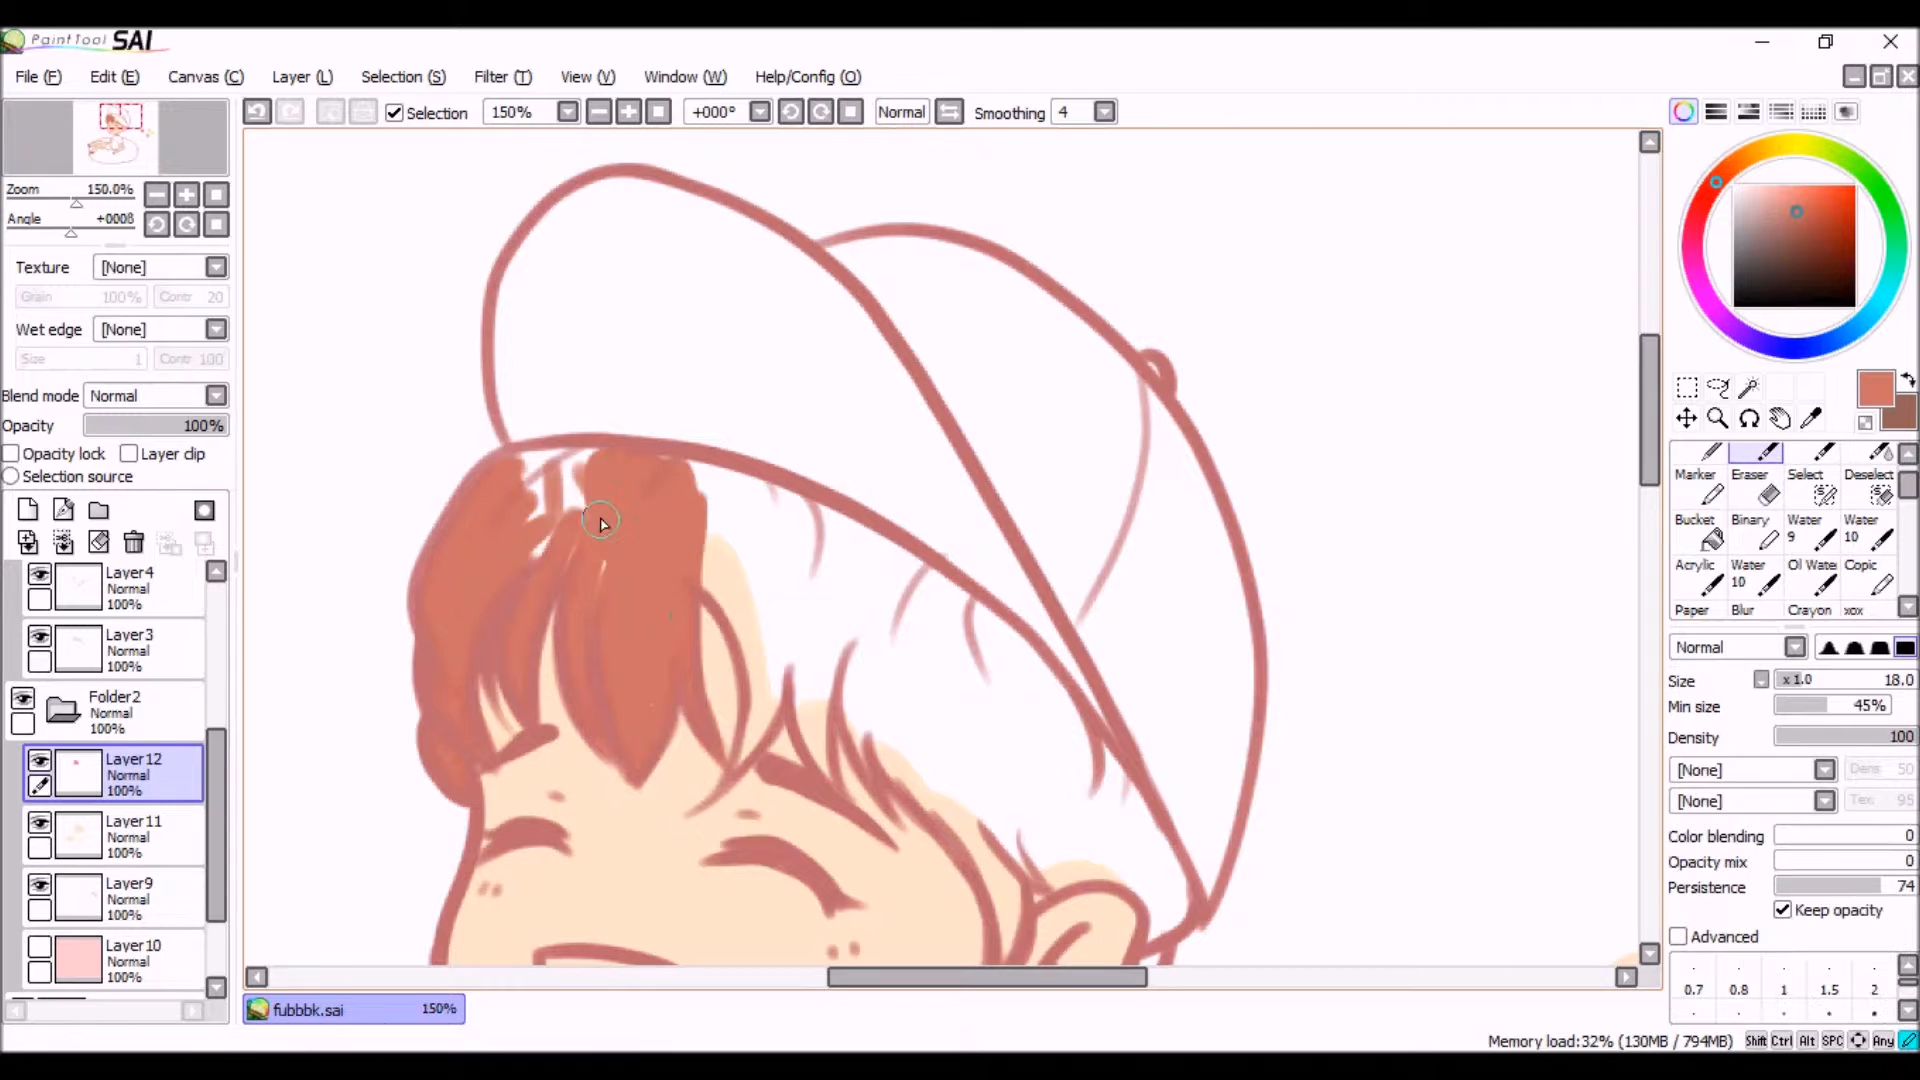 PaintTool SAI
File (F) Edit (E) Canvas (C) Layer (L) Selection (S) Filter (T) View (V) Window (W) Help/Config (O)
Selection 150% +000° Normal Smoothing 4
Zoom 150.0%
Angle +000ß
Texture [None]
Grain 100% Contr 20
Wet edge [None]
Size 1 Contr 100
Blend mode Normal
Opacity 100%
Opacity lock Layer clip
Selection source
Layer4
Normal
100%
Layer3
Normal
100%
Folder2
Normal
100%
Layer12
Normal
100%
Layer11
Normal
100%
Layer9
Normal
100%
Layer10
Normal
100%
fubbbk.sai 150%
Marker Eraser Select Deselect
Bucket Binary Water 9 Water 10
Acrylic Water 10 Ol Wate Copic
Paper Blur Crayon xox
Normal
Size x 1.0 18.0
Min size 45%
Density 100
[None] Dens 50
[None] Tex 95
Color blending 0
Opacity mix 0
Persistence 74
Keep opacity
Advanced
0.7 0.8 1 1.5 2
Memory load:32% (130MB / 794MB) Shift Ctrl Alt SPC Any